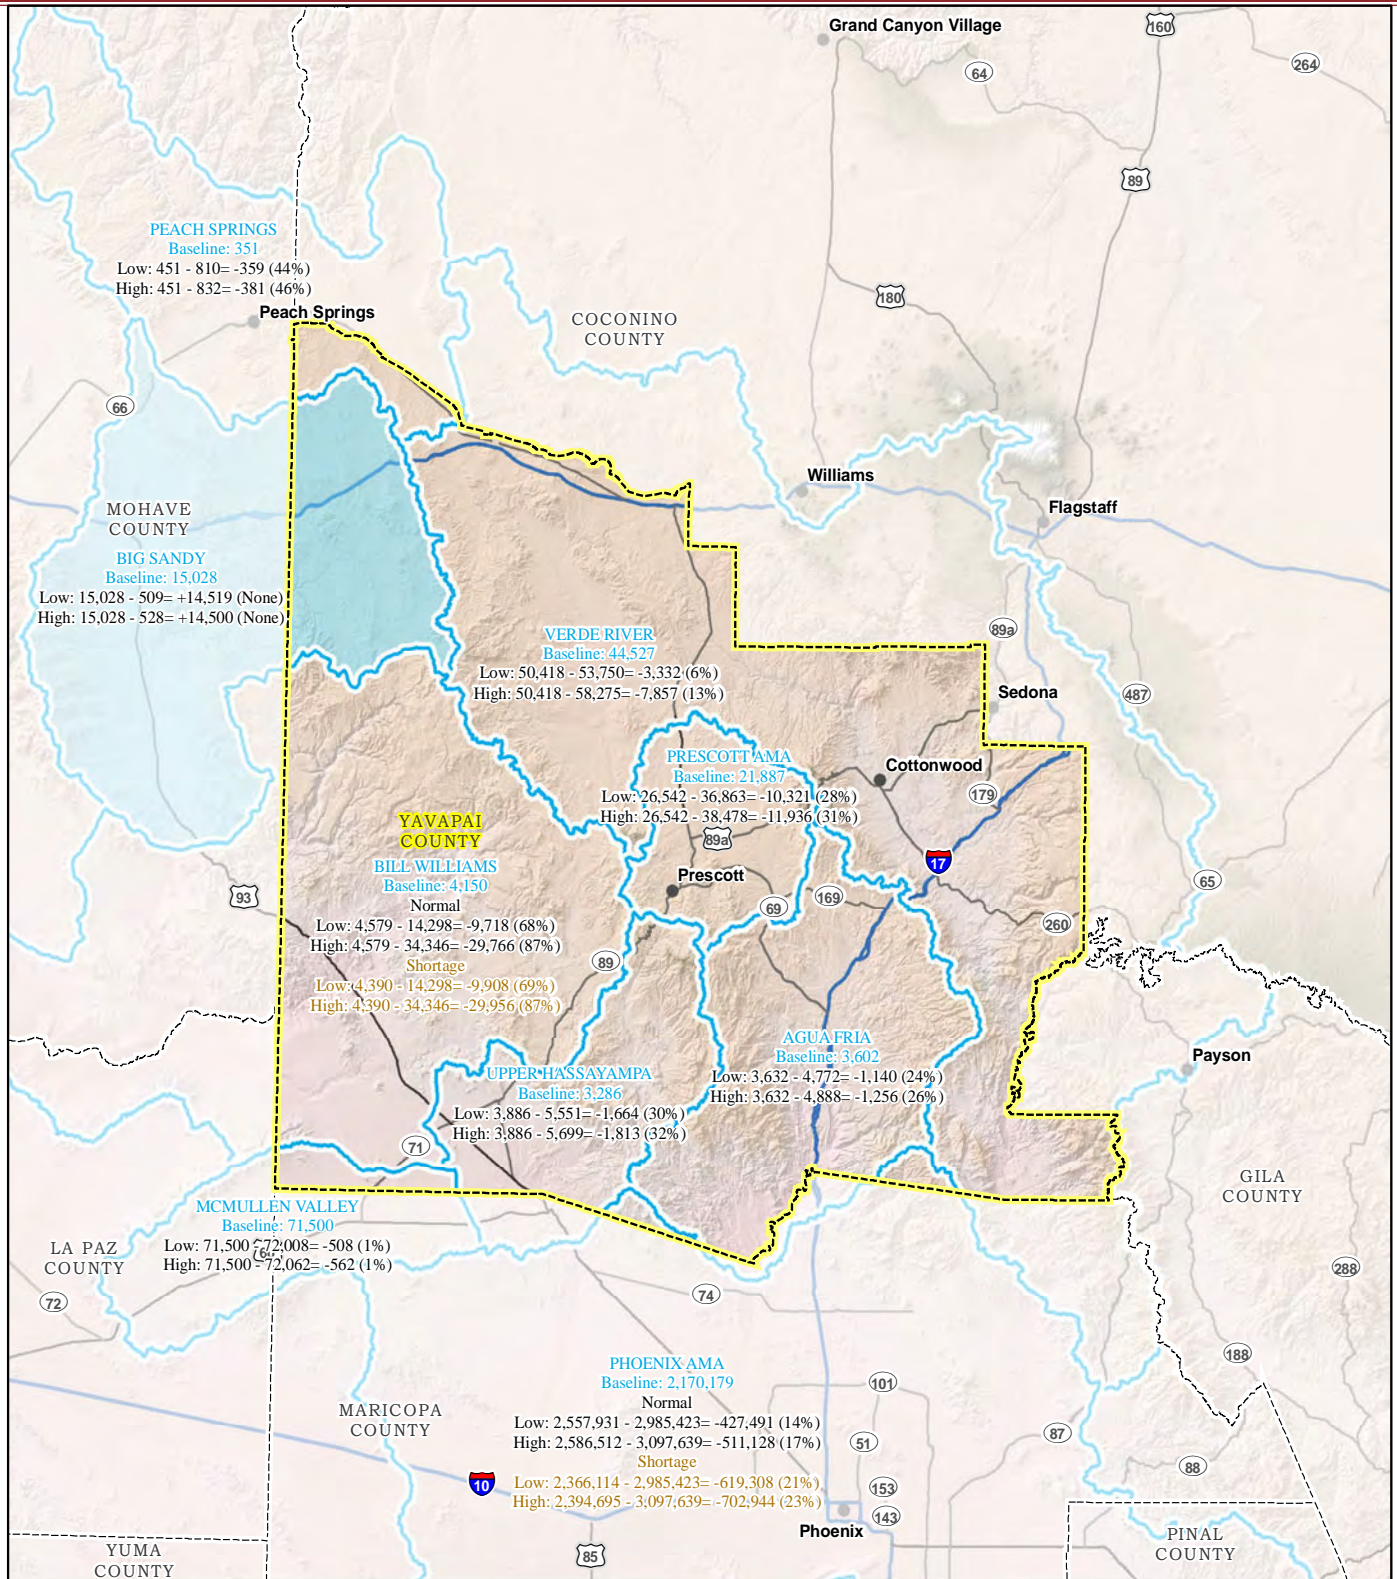 Grand Canyon Village
160
264
64
89
PEACH SPRINGS
Baseline: 351
Low: 451 - 810= -359 (44%)
High: 451 - 832= -381 (46%)
180
Peach Springs
COCONINO
COUNTY
66
Williams
Flagstaff
MOHAVE
COUNTY
BIG SANDY
Baseline: 15,028
Low: 15,028 - 509= +14,519 (None)
High: 15,028 - 528= +14,500 (None)
89a
VERDE RIVER
Baseline: 44,527
Low: 50,418 - 53,750= -3,332 (6%)
High: 50,418 - 58,275= -7,857 (13%)
Sedona
487
PRESCOTT AMA
Baseline: 21,887
Low: 26,542 - 36,863= -10,321 (28%)
High: 26,542 - 38,478= -11,936 (31%)
Cottonwood
179
89a
YAVAPAI
COUNTY
17
BILL WILLIAMS
Baseline: 4,150
Normal
Low: 4,579 - 14,298= -9,718 (68%)
High: 4,579 - 34,346= -29,766 (87%)
Shortage
Low: 4,390 - 14,298= -9,908 (69%)
High: 4,390 - 34,346= -29,956 (87%)
Prescott
65
93
69
169
260
89
AGUA FRIA
Baseline: 3,602
Low: 3,632 - 4,772= -1,140 (24%)
High: 3,632 - 4,888= -1,256 (26%)
Payson
UPPER HASSAYAMPA
Baseline: 3,286
Low: 3,886 - 5,551= -1,664 (30%)
High: 3,886 - 5,699= -1,813 (32%)
71
GILA
COUNTY
MCMULLEN VALLEY
Baseline: 71,500
Low: 71,500 - 72,008= -508 (1%)
High: 71,500 - 72,062= -562 (1%)
LA PAZ
COUNTY
288
72
74
188
PHOENIX AMA
Baseline: 2,170,179
Normal
Low: 2,557,931 - 2,985,423= -427,491 (14%)
High: 2,586,512 - 3,097,639= -511,128 (17%)
Shortage
Low: 2,366,114 - 2,985,423= -619,308 (21%)
High: 2,394,695 - 3,097,639= -702,944 (23%)
101
MARICOPA
COUNTY
51
87
88
10
153
143
Phoenix
PINAL
COUNTY
YUMA
COUNTY
85